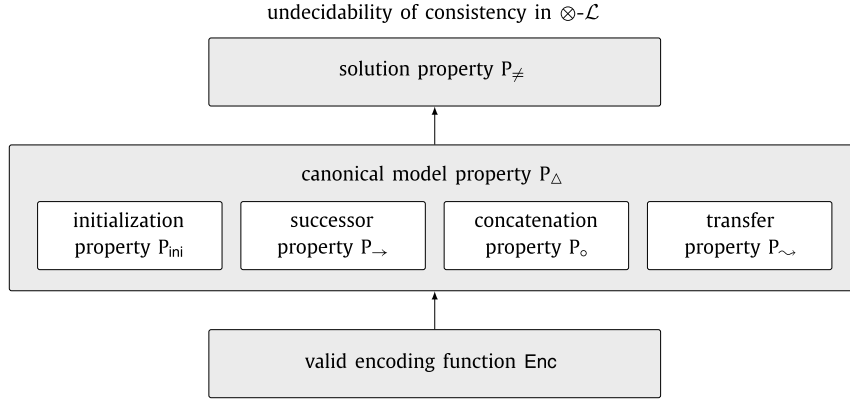 undecidability of consistency in ⊗-ℒ
solution property P≠
canonical model property P△
initialization
property Pini
successor
property P→
concatenation
property P∘
transfer
property P⇝
valid encoding function Enc